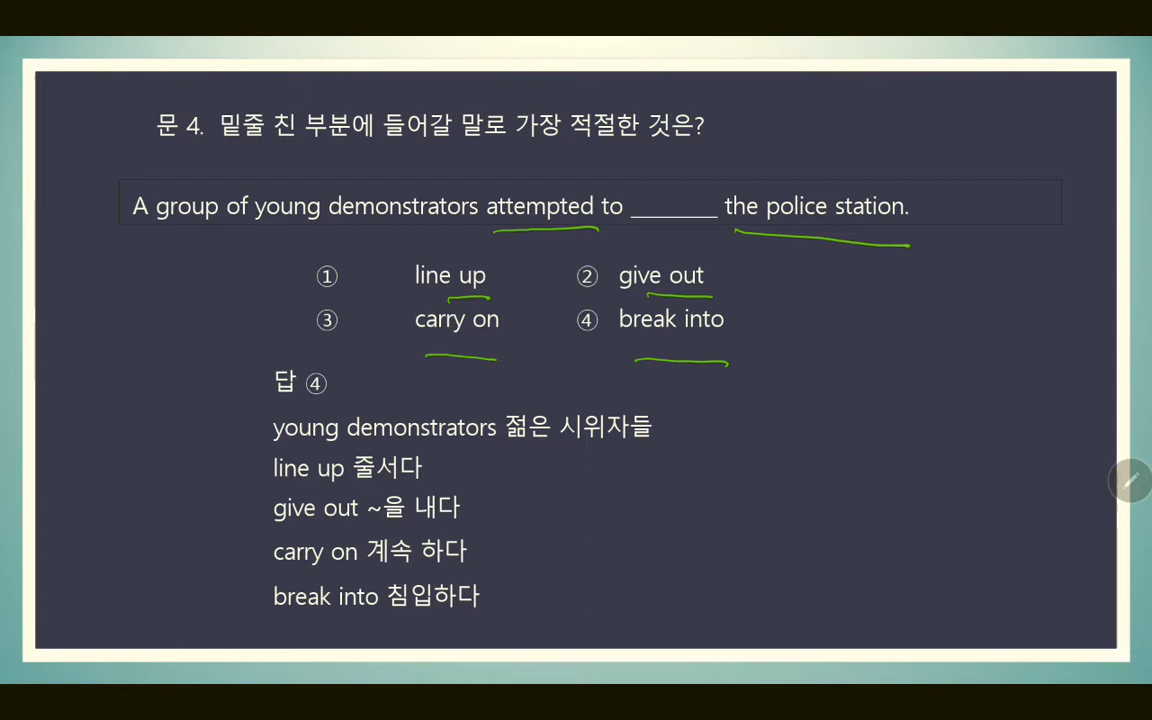 문 4. 밑줄 친 부분에 들어갈 말로 가장 적절한 것은?
A group of young demonstrators attempted to _______ the police station.
① line up ② give out
③ carry on ④ break into
답 ④
young demonstrators 젊은 시위자들
line up 줄서다
give out ~을 내다
carry on 계속 하다
break into 침입하다